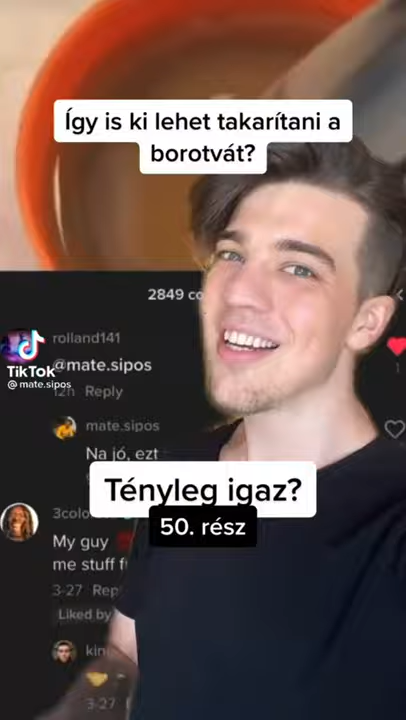 Így is ki lehet takarítani a
borotvát?
2849 co
rolland141
TikTok
@mate.sipos
@mate.sipos
12h Reply
mate.sipos
Na jó, ezt
Tényleg igaz?
50. rész
My guy
me stuff f
3-27 Rep
Liked by
kin
3-27